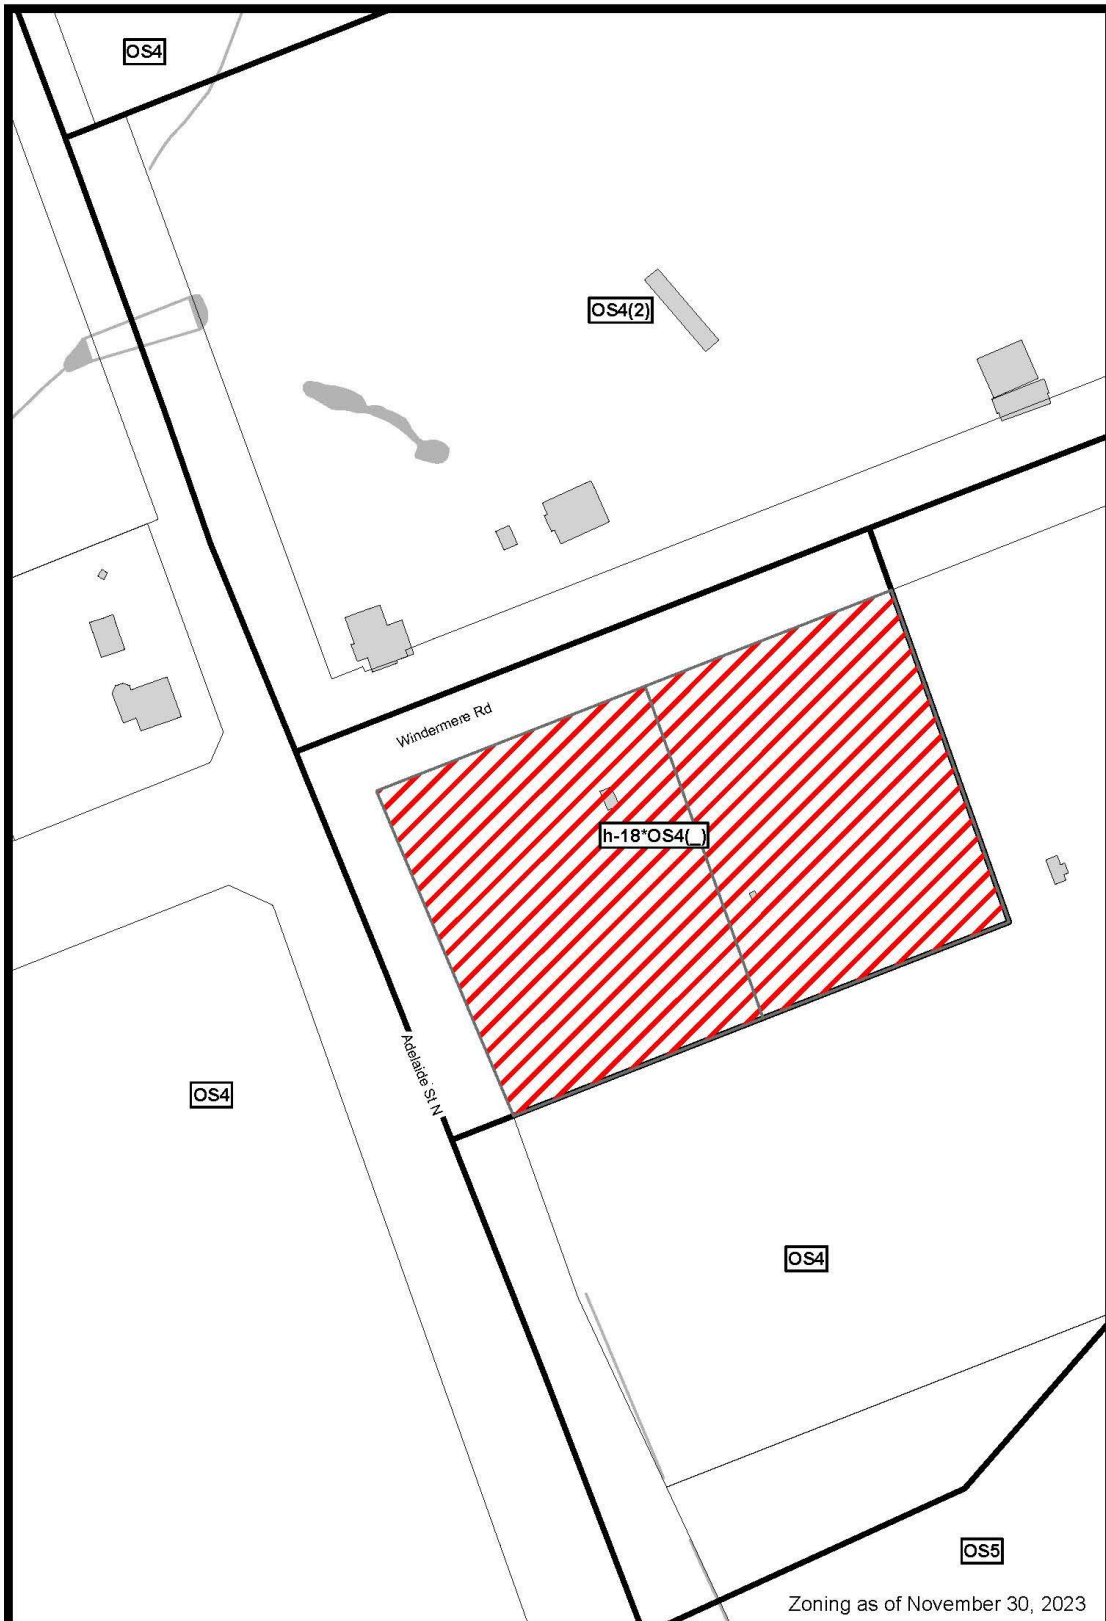 OS4
OS4(2)
Windermere Rd
h-18*OS4(_)
Adelaide St N
OS4
OS4
OS5
Zoning as of November 30, 2023